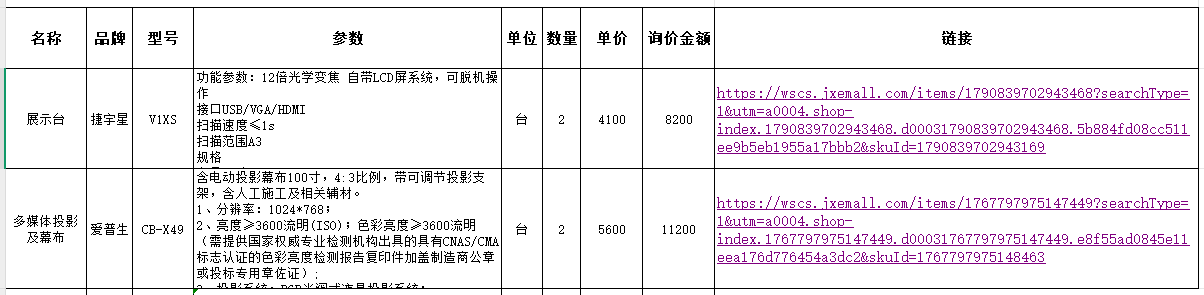 名称 品牌 型号 参数 单位 数量 单价 询价金额 链接
展示台 捷宇星 V1XS
功能参数：12倍光学变焦 自带LCD屏系统，可脱机操
作
接口USB/VGA/HDMI
扫描速度≤1s
扫描范围A3
规格
台 2 4100 8200
https://wscs.jxemall.com/items/1790839702943468?searchType=
1&utm=a0004.shop-
index.1790839702943468.d00031790839702943468.5b884fd08cc511
ee9b5eb1955a17bbb2&skuId=1790839702943169
多媒体投影
及幕布
爱普生 CB-X49
含电动投影幕布100寸，4:3比例，带可调节投影支
架，含人工施工及相关辅材。
1、分辨率：1024*768；
2、亮度≥3600流明(ISO)；色彩亮度≥3600流明
（需提供国家权威专业检测机构出具的具有CNAS/CMA
标志认证的色彩亮度检测报告复印件加盖制造商公章
或投标专用章佐证）;
台 2 5600 11200
https://wscs.jxemall.com/items/1767797975147449?searchType=
1&utm=a0004.shop-
index.1767797975147449.d00031767797975147449.e8f55ad0845e11
eea176d776454a3dc2&skuId=1767797975148463